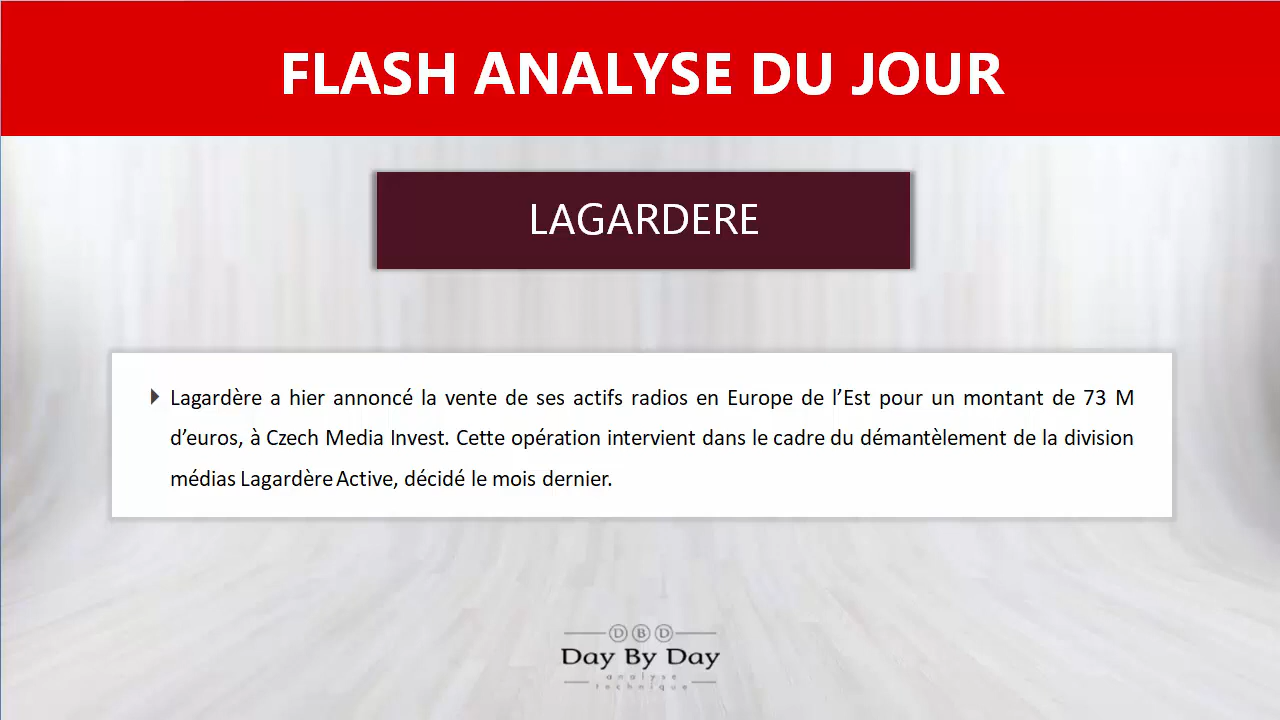 FLASH ANALYSE DU JOUR
LAGARDERE
Lagardère a hier annoncé la vente de ses actifs radios en Europe de l’Est pour un montant de 73 M
d’euros, à Czech Media Invest. Cette opération intervient dans le cadre du démantèlement de la division
médias Lagardère Active, décidé le mois dernier.
D B D
Day By Day
analyse
technique